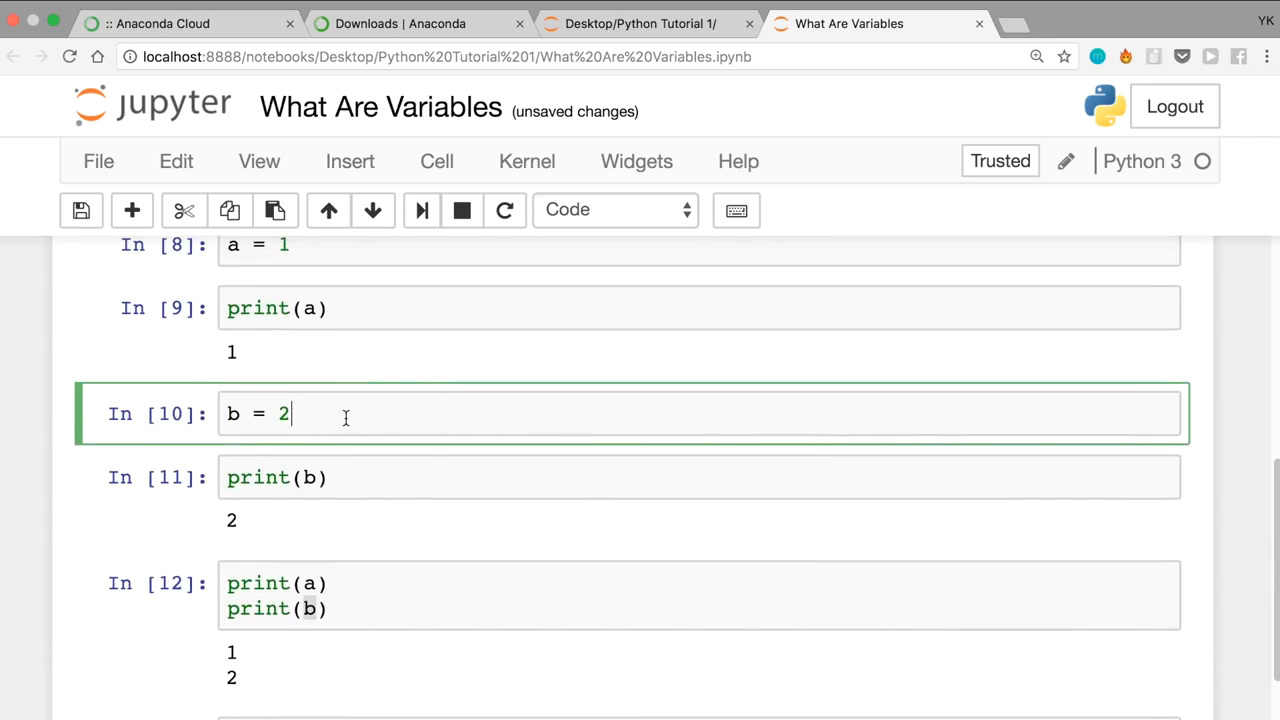 :: Anaconda Cloud
Downloads | Anaconda
Desktop/Python Tutorial 1/
What Are Variables
YK
localhost:8888/notebooks/Desktop/Python%20Tutorial%201/What%20Are%20Variables.ipynb
jupyter What Are Variables (unsaved changes)
Logout
File Edit View Insert Cell Kernel Widgets Help
Trusted
Python 3
Code
In [8]: a = 1
In [9]: print(a)
1
In [10]: b = 2
In [11]: print(b)
2
In [12]: print(a)
print(b)
1
2